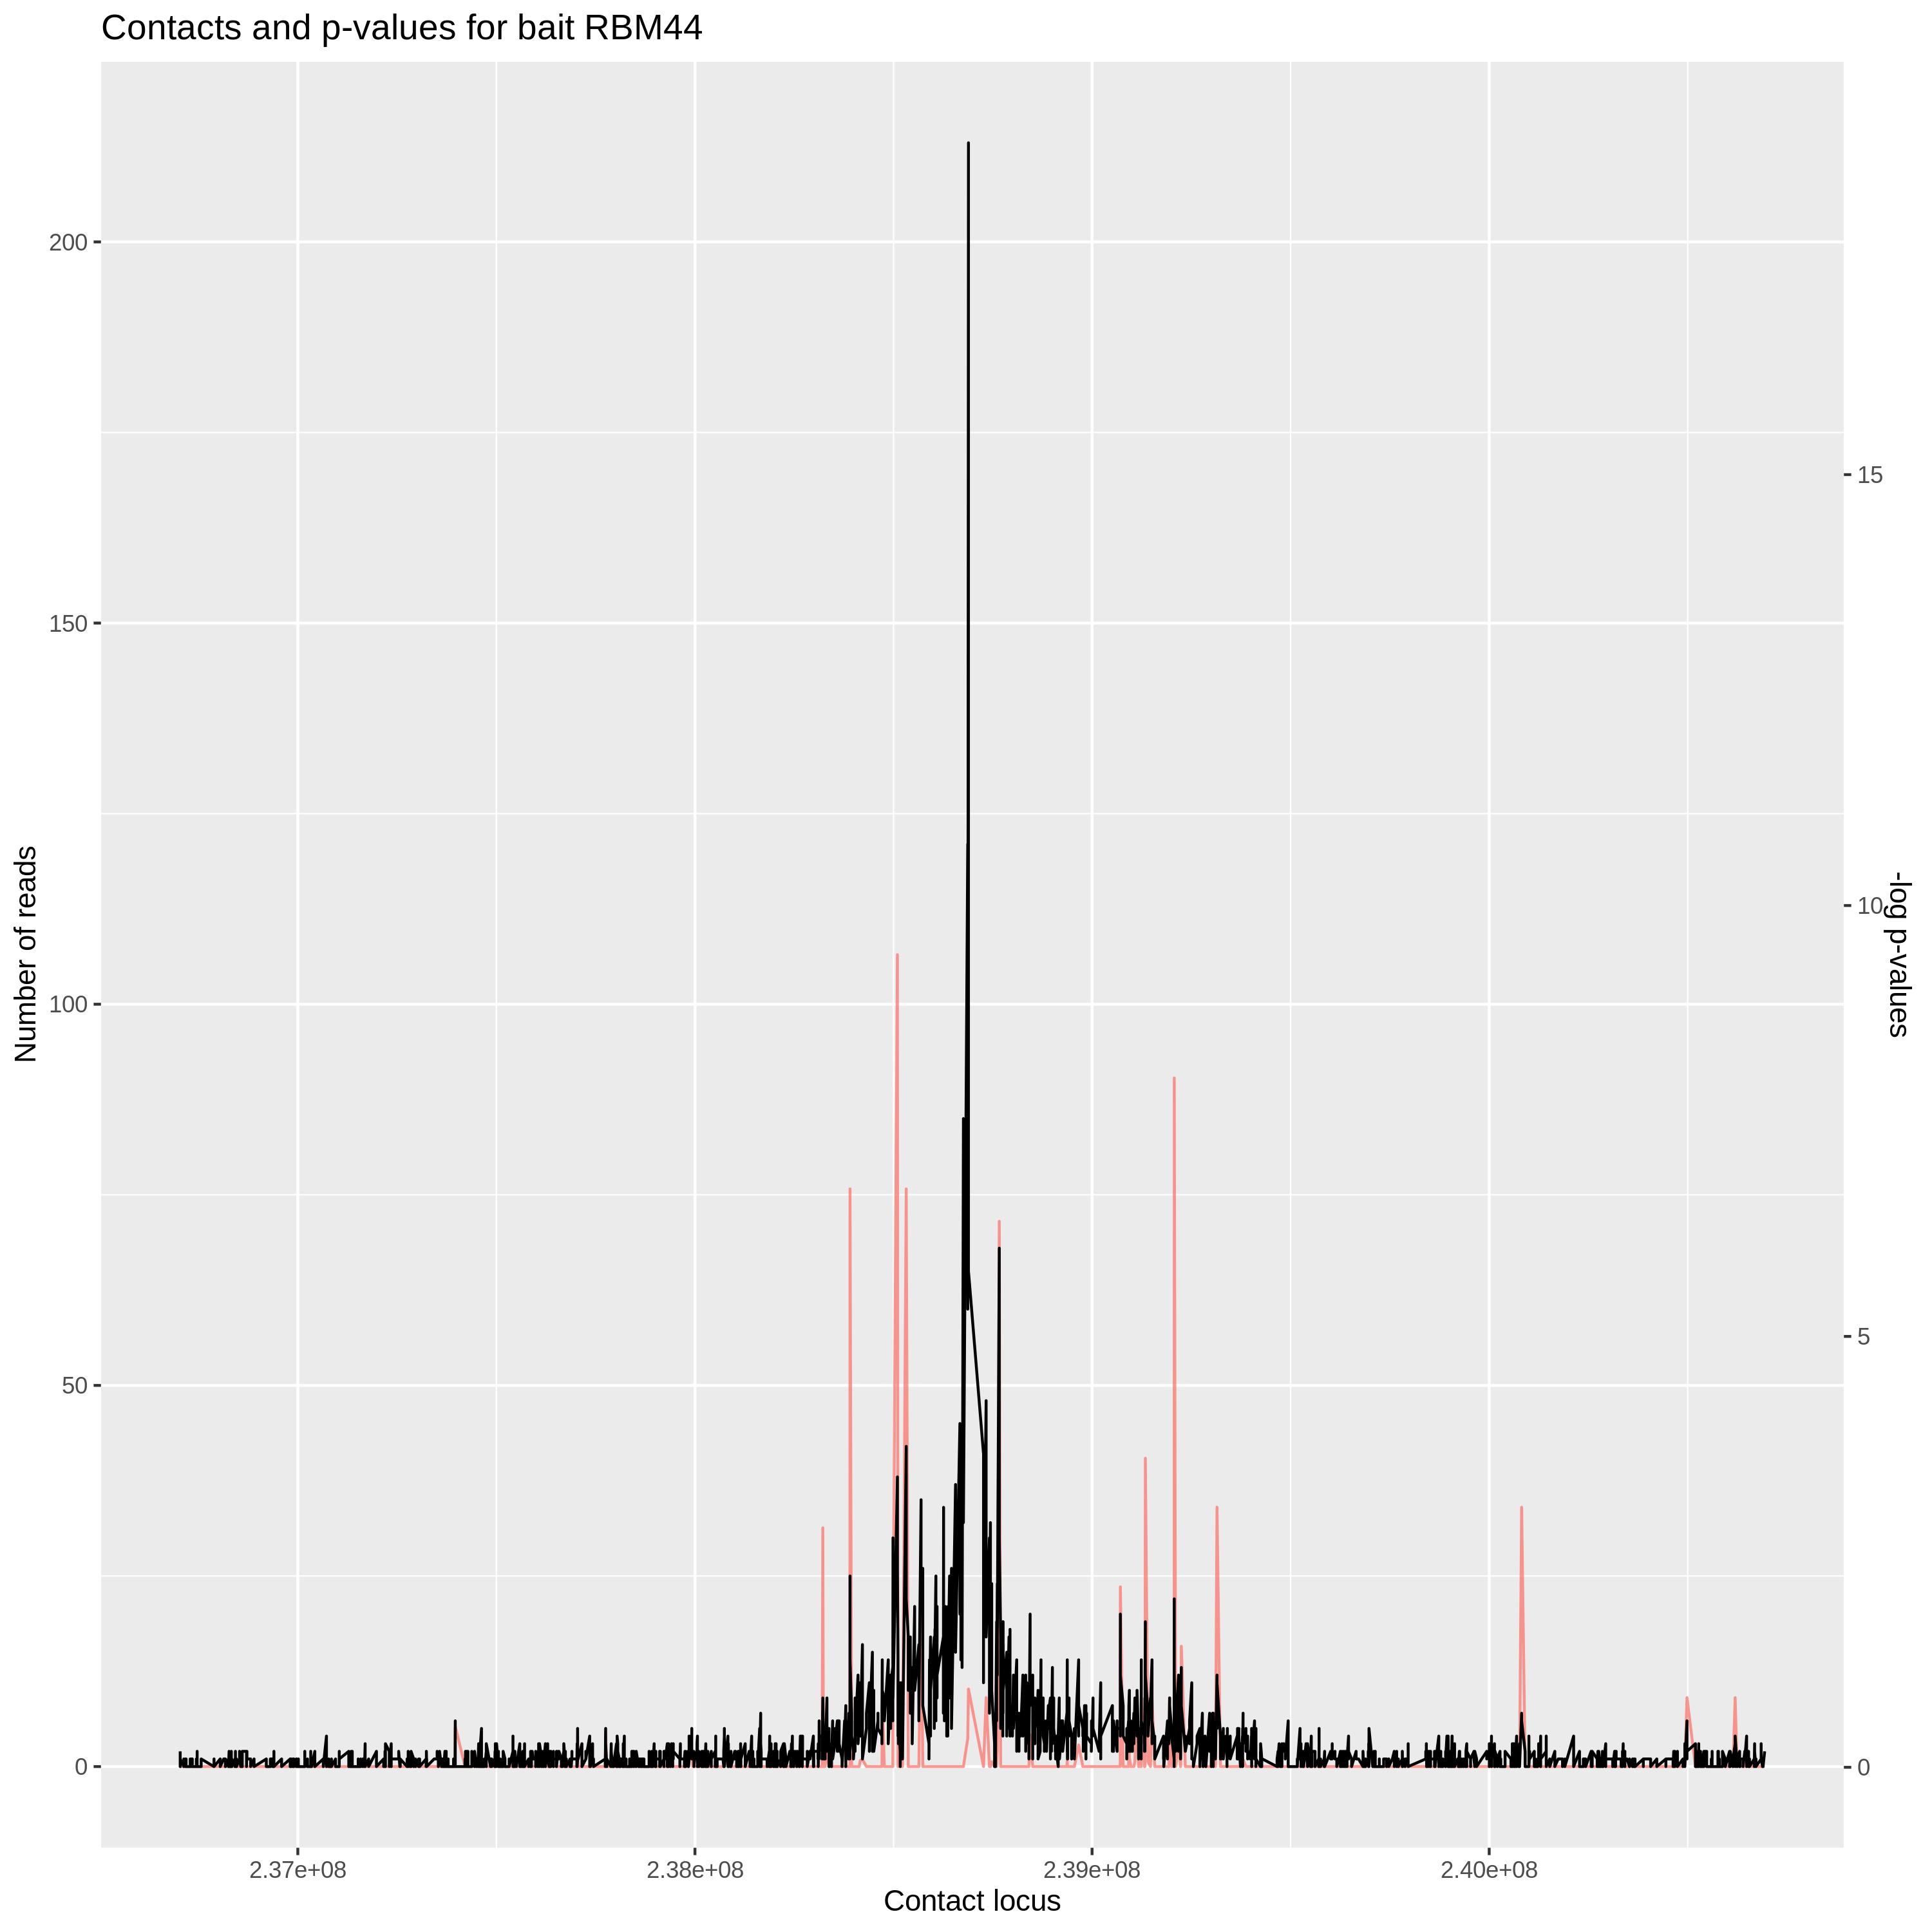 Contacts and p-values for bait RBM44
Number of reads
200
150
100
50
0
15
10
5
0
-log p-values
2.37e+08
2.38e+08
2.39e+08
2.40e+08
Contact locus